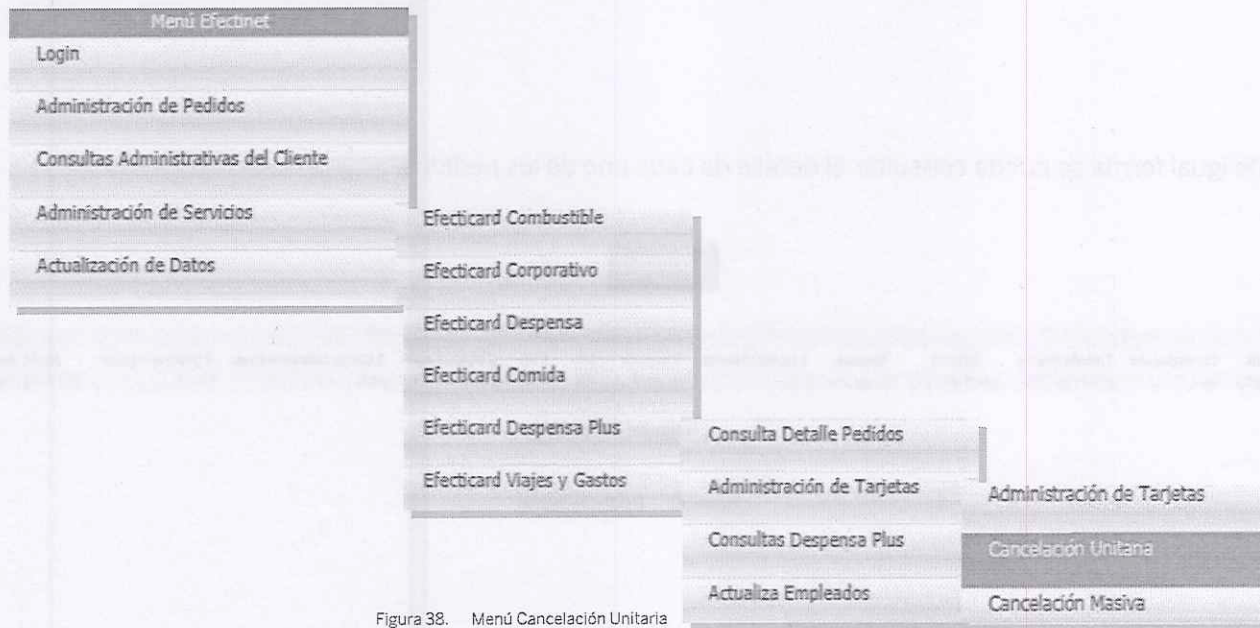 Menú Efectinet
Login
Administración de Pedidos
Consultas Administrativas del Cliente
Administración de Servicios
Actualización de Datos
Efecticard Combustible
Efecticard Corporativo
Efecticard Despensa
Efecticard Comida
Efecticard Despensa Plus
Efecticard Viajes y Gastos
Consulta Detalle Pedidos
Administración de Tarjetas
Consultas Despensa Plus
Actualiza Empleados
Administración de Tarjetas
Cancelación Unitaria
Cancelación Masiva
Figura 38. Menú Cancelación Unitaria